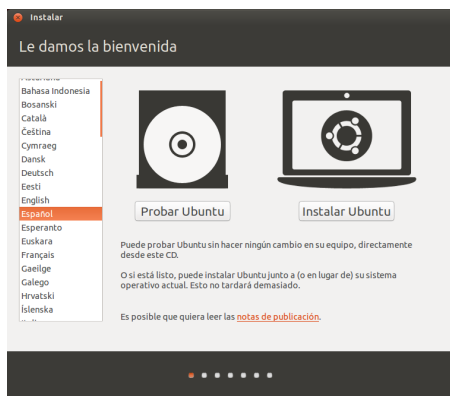 Instalar
Le damos la bienvenida
Bahasa Indonesia
Bosanski
Català
Čeština
Cymraeg
Dansk
Deutsch
Eesti
English
Español
Esperanto
Euskara
Français
Gaeilge
Galego
Hrvatski
Íslenska
Probar Ubuntu
Instalar Ubuntu
Puede probar Ubuntu sin hacer ningún cambio en su equipo, directamente
desde este CD.
O si está listo, puede instalar Ubuntu junto a (o en lugar de) su sistema
operativo actual. Esto no tardará demasiado.
Es posible que quiera leer las notas de publicación.